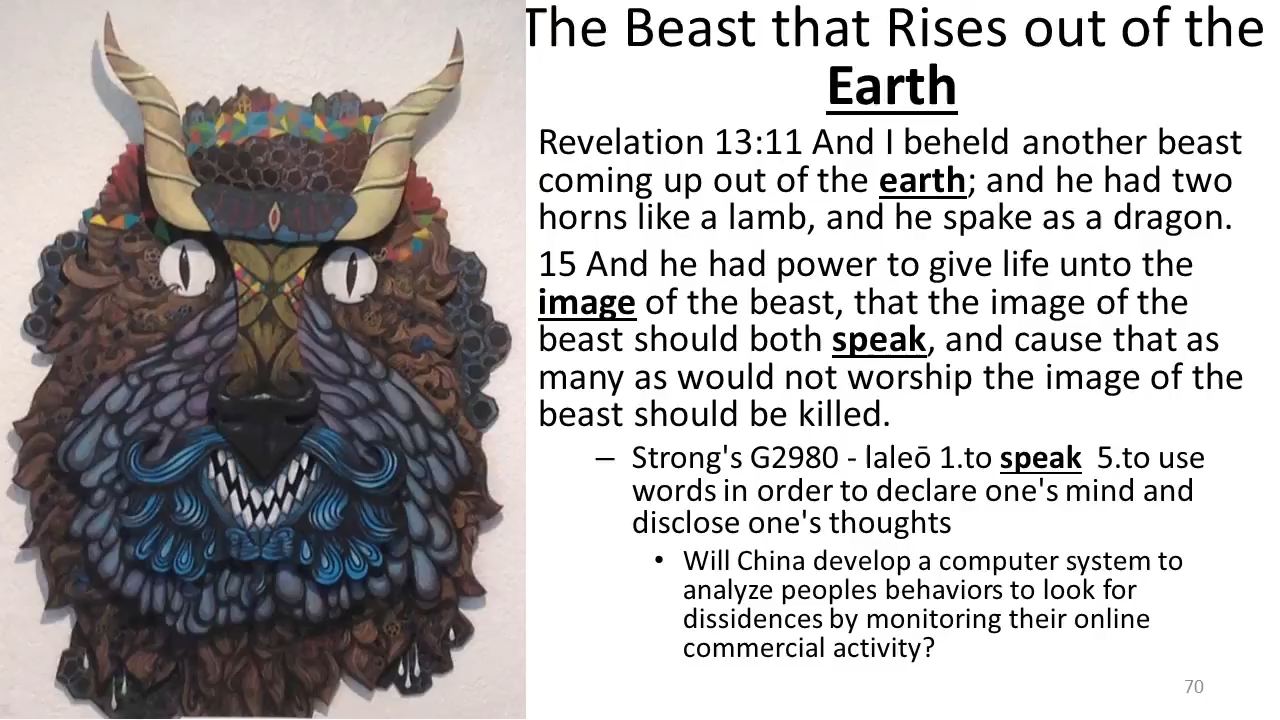 The Beast that Rises out of the
Earth
Revelation 13:11 And I beheld another beast
coming up out of the earth; and he had two
horns like a lamb, and he spake as a dragon.
15 And he had power to give life unto the
image of the beast, that the image of the
beast should both speak, and cause that as
many as would not worship the image of the
beast should be killed.
– Strong's G2980 - laleō 1.to speak 5.to use
words in order to declare one's mind and
disclose one's thoughts
• Will China develop a computer system to
analyze peoples behaviors to look for
dissidences by monitoring their online
commercial activity?
70